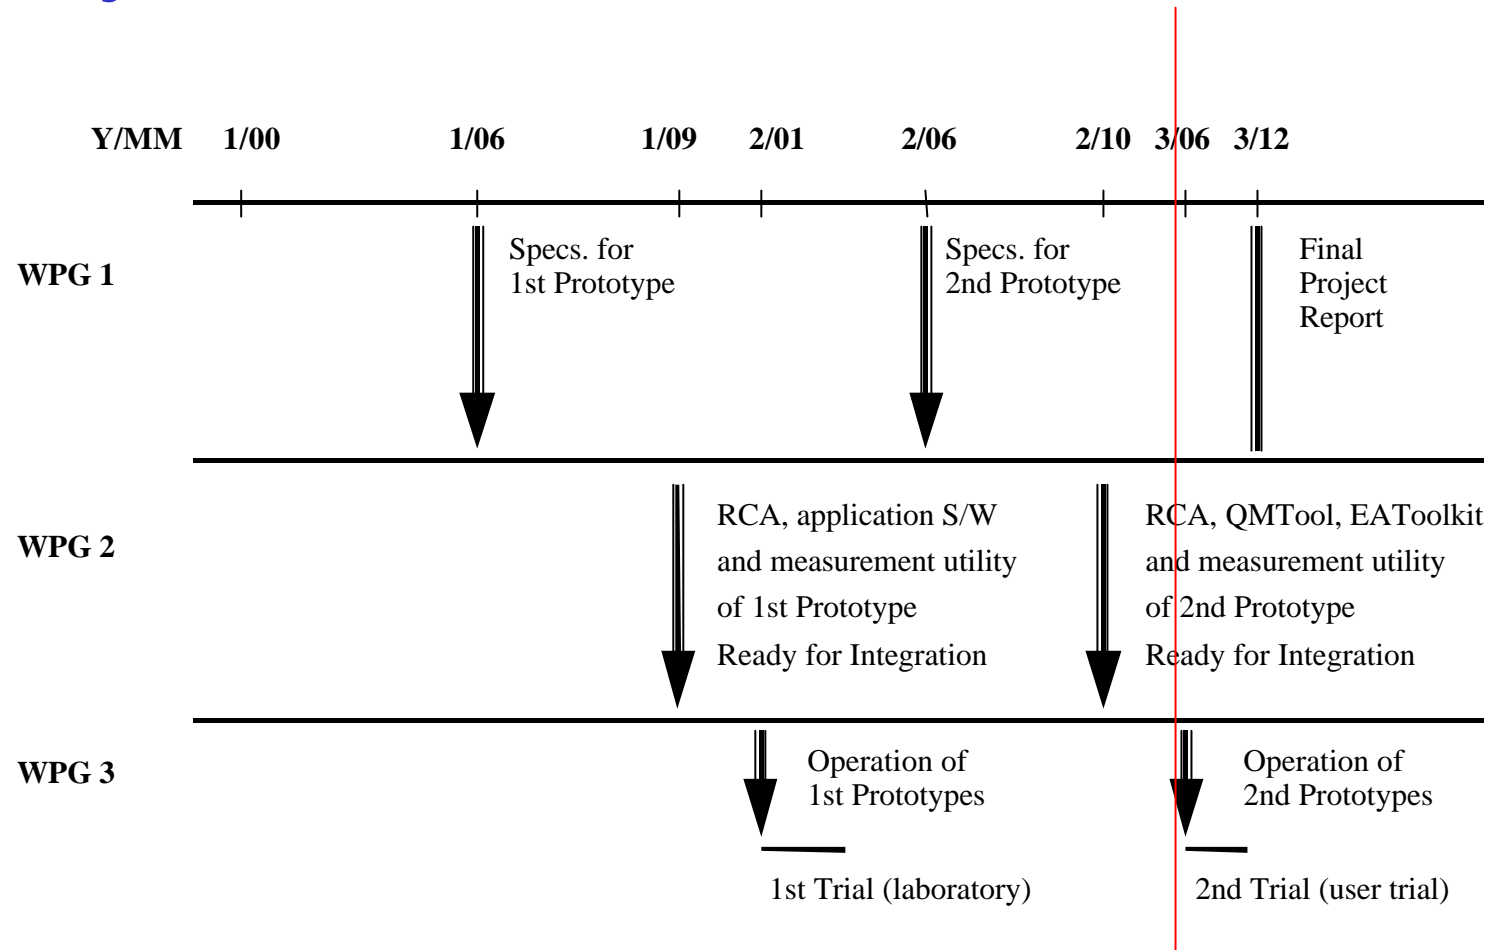 Y/MM 1/00 1/06 1/09 2/01 2/06 2/10 3/06 3/12
WPG 1
Specs. for
1st Prototype
Specs. for
2nd Prototype
Final
Project
Report
WPG 2
RCA, application S/W
and measurement utility
of 1st Prototype
Ready for Integration
RCA, QMTool, EAToolkit
and measurement utility
of 2nd Prototype
Ready for Integration
WPG 3
Operation of
1st Prototypes
1st Trial (laboratory)
Operation of
2nd Prototypes
2nd Trial (user trial)